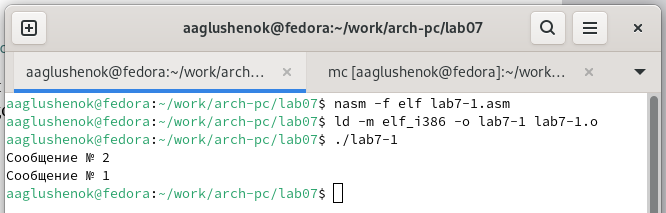 aaglushenok@fedora:~/work/arch-pc/lab07
aaglushenok@fedora:~/work/arch... mc [aaglushenok@fedora]:~/work...
aaglushenok@fedora:~/work/arch-pc/lab07$ nasm -f elf lab7-1.asm
aaglushenok@fedora:~/work/arch-pc/lab07$ ld -m elf_i386 -o lab7-1 lab7-1.o
aaglushenok@fedora:~/work/arch-pc/lab07$ ./lab7-1
Сообщение № 2
Сообщение № 1
aaglushenok@fedora:~/work/arch-pc/lab07$